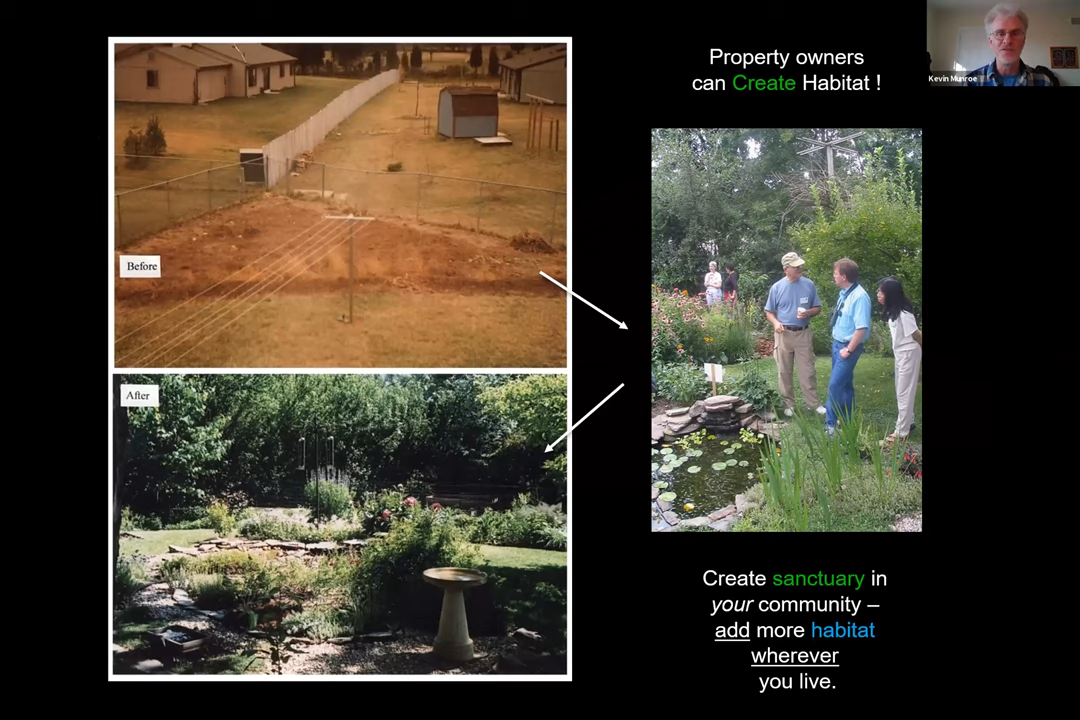 Property owners
can Create Habitat !
Kevin Munroe
Before
After
Create sanctuary in
your community –
add more habitat
wherever
you live.